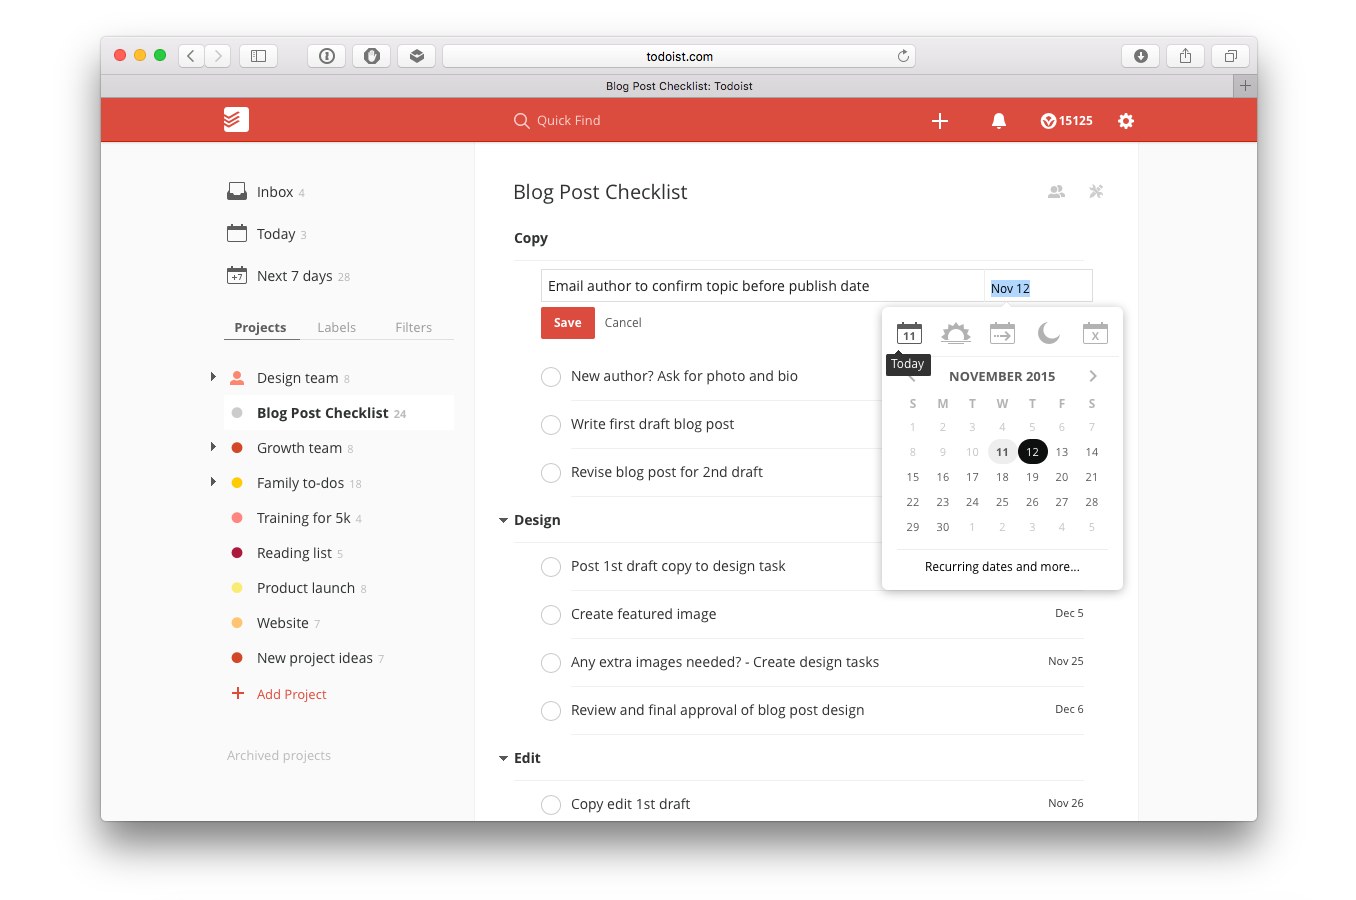 todoist.com
Blog Post Checklist: Todoist
Quick Find
15125
Inbox 4
Today 3
+7
Next 7 days 28
Projects Labels Filters
Design team 8
Blog Post Checklist 24
Growth team 8
Family to-dos 18
Training for 5k 4
Reading list 5
Product launch 8
Website 7
New project ideas 7
Add Project
Archived projects
Blog Post Checklist
Copy
Email author to confirm topic before publish date Nov 12
Save Cancel
New author? Ask for photo and bio
Write first draft blog post
Revise blog post for 2nd draft
Design
Post 1st draft copy to design task
Create featured image Dec 5
Any extra images needed? - Create design tasks Nov 25
Review and final approval of blog post design Dec 6
Edit
Copy edit 1st draft Nov 26
11 X
Today
NOVEMBER 2015
S M T W T F S
1 2 3 4 5 6 7
8 9 10 11 12 13 14
15 16 17 18 19 20 21
22 23 24 25 26 27 28
29 30 1 2 3 4 5
Recurring dates and more...